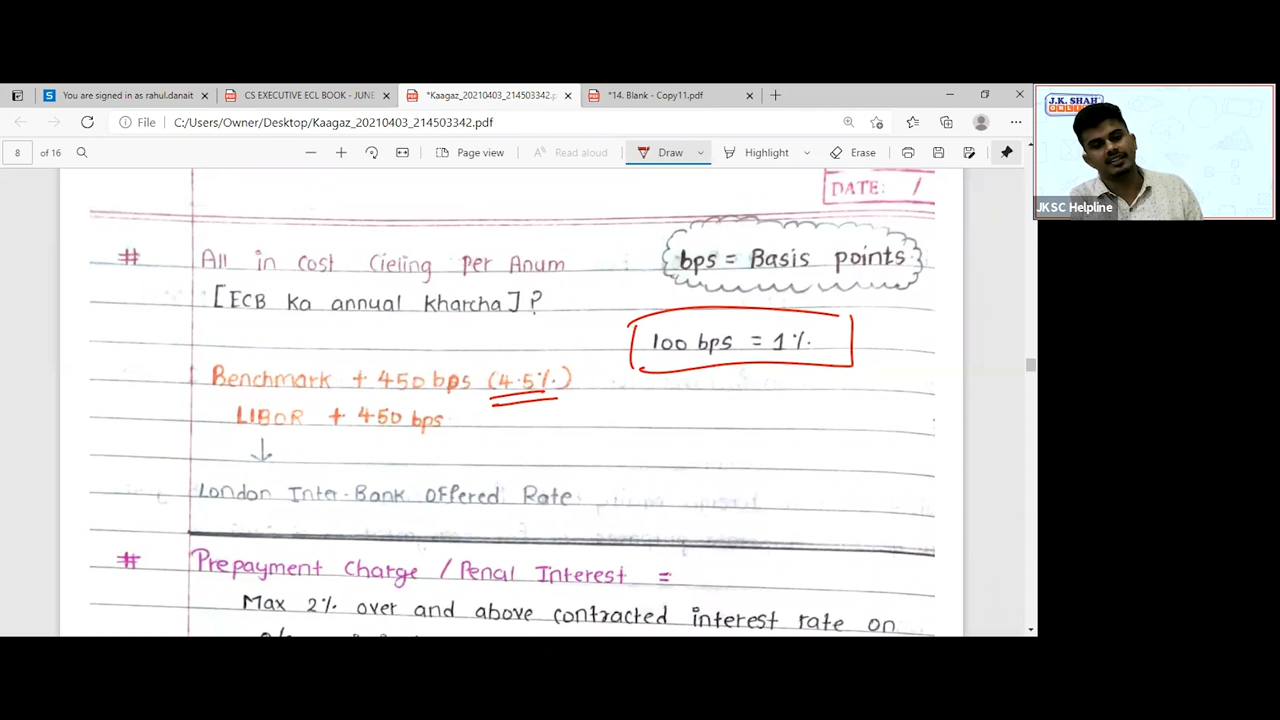 You are signed in as rahul.danait
CS EXECUTIVE ECL BOOK - JUNE
*Kaagaz_20210403_214503342.p
*14. Blank - Copy11.pdf
File C:/Users/Owner/Desktop/Kaagaz_20210403_214503342.pdf
8 of 16
Page view
Read aloud
Draw
Highlight
Erase
J.K. SHAH
ONLINE
JKSC Helpline
DATE: /
# All in cost Cieling Per Anum
[ECB ka annual kharcha] ?
bps = Basis points
100 bps = 1%.
Benchmark + 450 bps (4.5%.)
LIBOR + 450 bps
↓
London Inter-Bank Offered Rate
# Prepayment Charge / Penal Interest =
Max 2% over and above contracted interest rate on